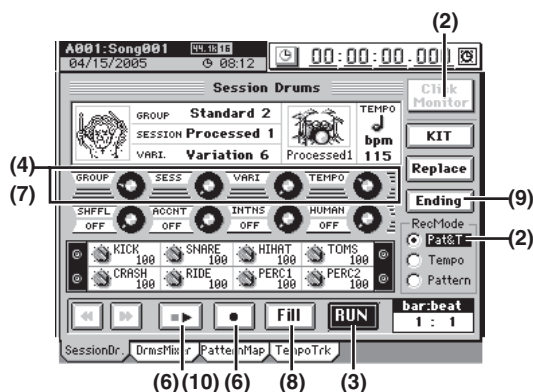 (2)
A001:Song001 44.1k 16 00:00:00.000
04/15/2005 08:12
Session Drums
Click Monitor
GROUP Standard 2
SESSION Processed 1
VARI. Variation 6
Processed1
TEMPO
bpm
115
KIT
Replace
(4)
(7)
GROUP SESS VARI TEMPO
Ending (9)
SHFFL ACCNT INTNS HUMAN
OFF OFF OFF OFF
RecMode
Pat&T (2)
Tempo
Pattern
KICK 100 SNARE 100 HIHAT 100 TOMS 100
CRASH 100 RIDE 100 PERC1 100 PERC2 100
Fill RUN
bar:beat
1 : 1
SessionDr. DrmsMixer PatternMap TempoTrk
(6) (10) (6) (8) (3)